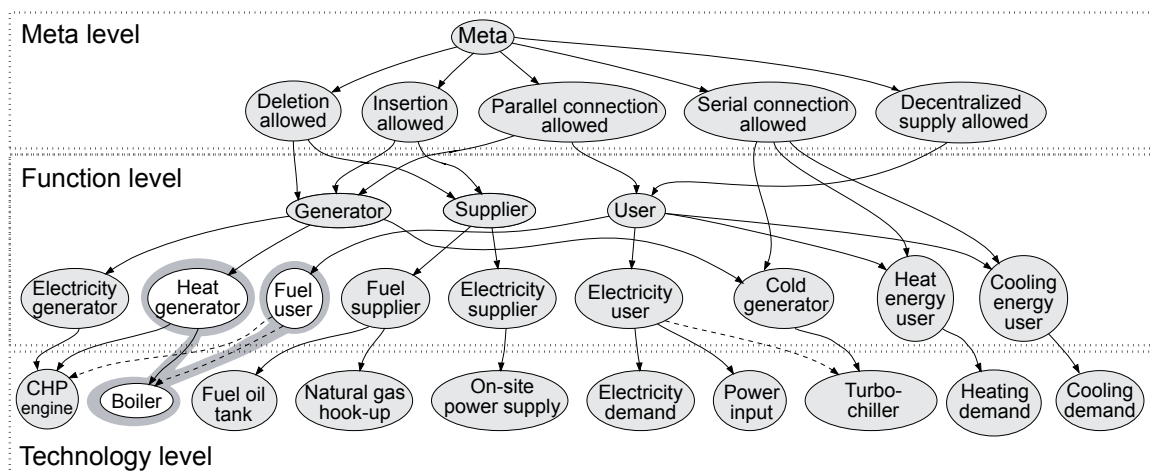 Meta level
Meta
Deletion
allowed
Insertion
allowed
Parallel connection
allowed
Serial connection
allowed
Decentralized
supply allowed
Function level
Generator
Supplier
User
Electricity
generator
Heat
generator
Fuel
user
Fuel
supplier
Electricity
supplier
Electricity
user
Cold
generator
Heat
energy
user
Cooling
energy
user
CHP
engine
Boiler
Fuel oil
tank
Natural gas
hook-up
On-site
power supply
Electricity
demand
Power
input
Turbo-
chiller
Heating
demand
Cooling
demand
Technology level